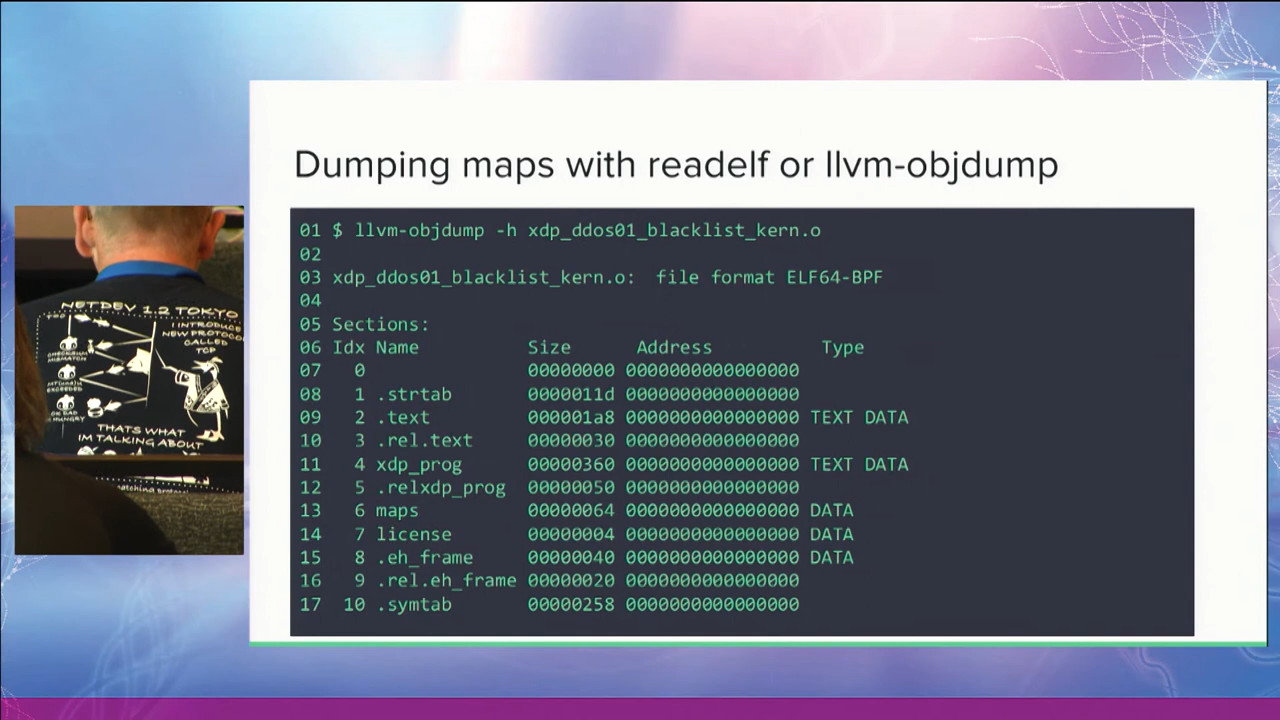 Dumping maps with readelf or llvm-objdump
01 $ llvm-objdump -h xdp_ddos01_blacklist_kern.o
02
03 xdp_ddos01_blacklist_kern.o:  file format ELF64-BPF
04
05 Sections:
06 Idx Name          Size      Address          Type
07   0               00000000 0000000000000000
08   1 .strtab       0000011d 0000000000000000
09   2 .text         000001a8 0000000000000000 TEXT DATA
10   3 .rel.text     00000030 0000000000000000
11   4 xdp_prog      00000360 0000000000000000 TEXT DATA
12   5 .relxdp_prog  00000050 0000000000000000
13   6 maps          00000064 0000000000000000 DATA
14   7 license       00000004 0000000000000000 DATA
15   8 .eh_frame     00000040 0000000000000000 DATA
16   9 .rel.eh_frame 00000020 0000000000000000
17  10 .symtab       00000258 0000000000000000
NETDEV 1.2 TOKYO
I INTRODUCE
NEW PROTOCOL
CALLED
TCP
CHECKSUM
MISMATCH
EXCEEDED
HUNGRY
THATS WHAT
IM TALKING ABOUT